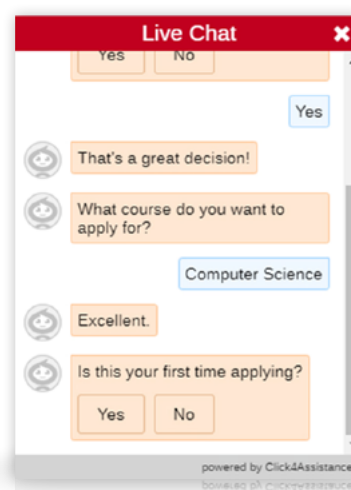 Live Chat
Yes No
Yes
That's a great decision!
What course do you want to
apply for?
Computer Science
Excellent.
Is this your first time applying?
Yes No
powered by Click4Assistance